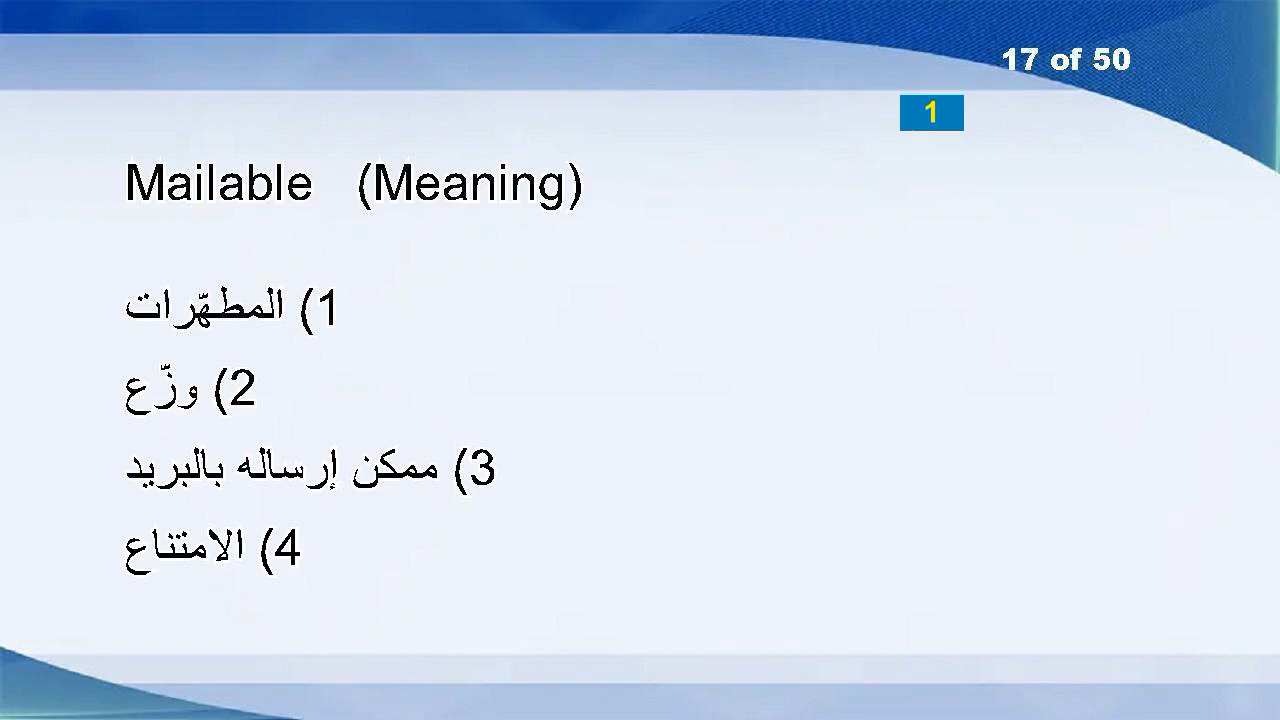 17 of 50
1
Mailable (Meaning)
1) المطهّرات
2) وزّع
3) ممكن إرساله بالبريد
4) الامتناع